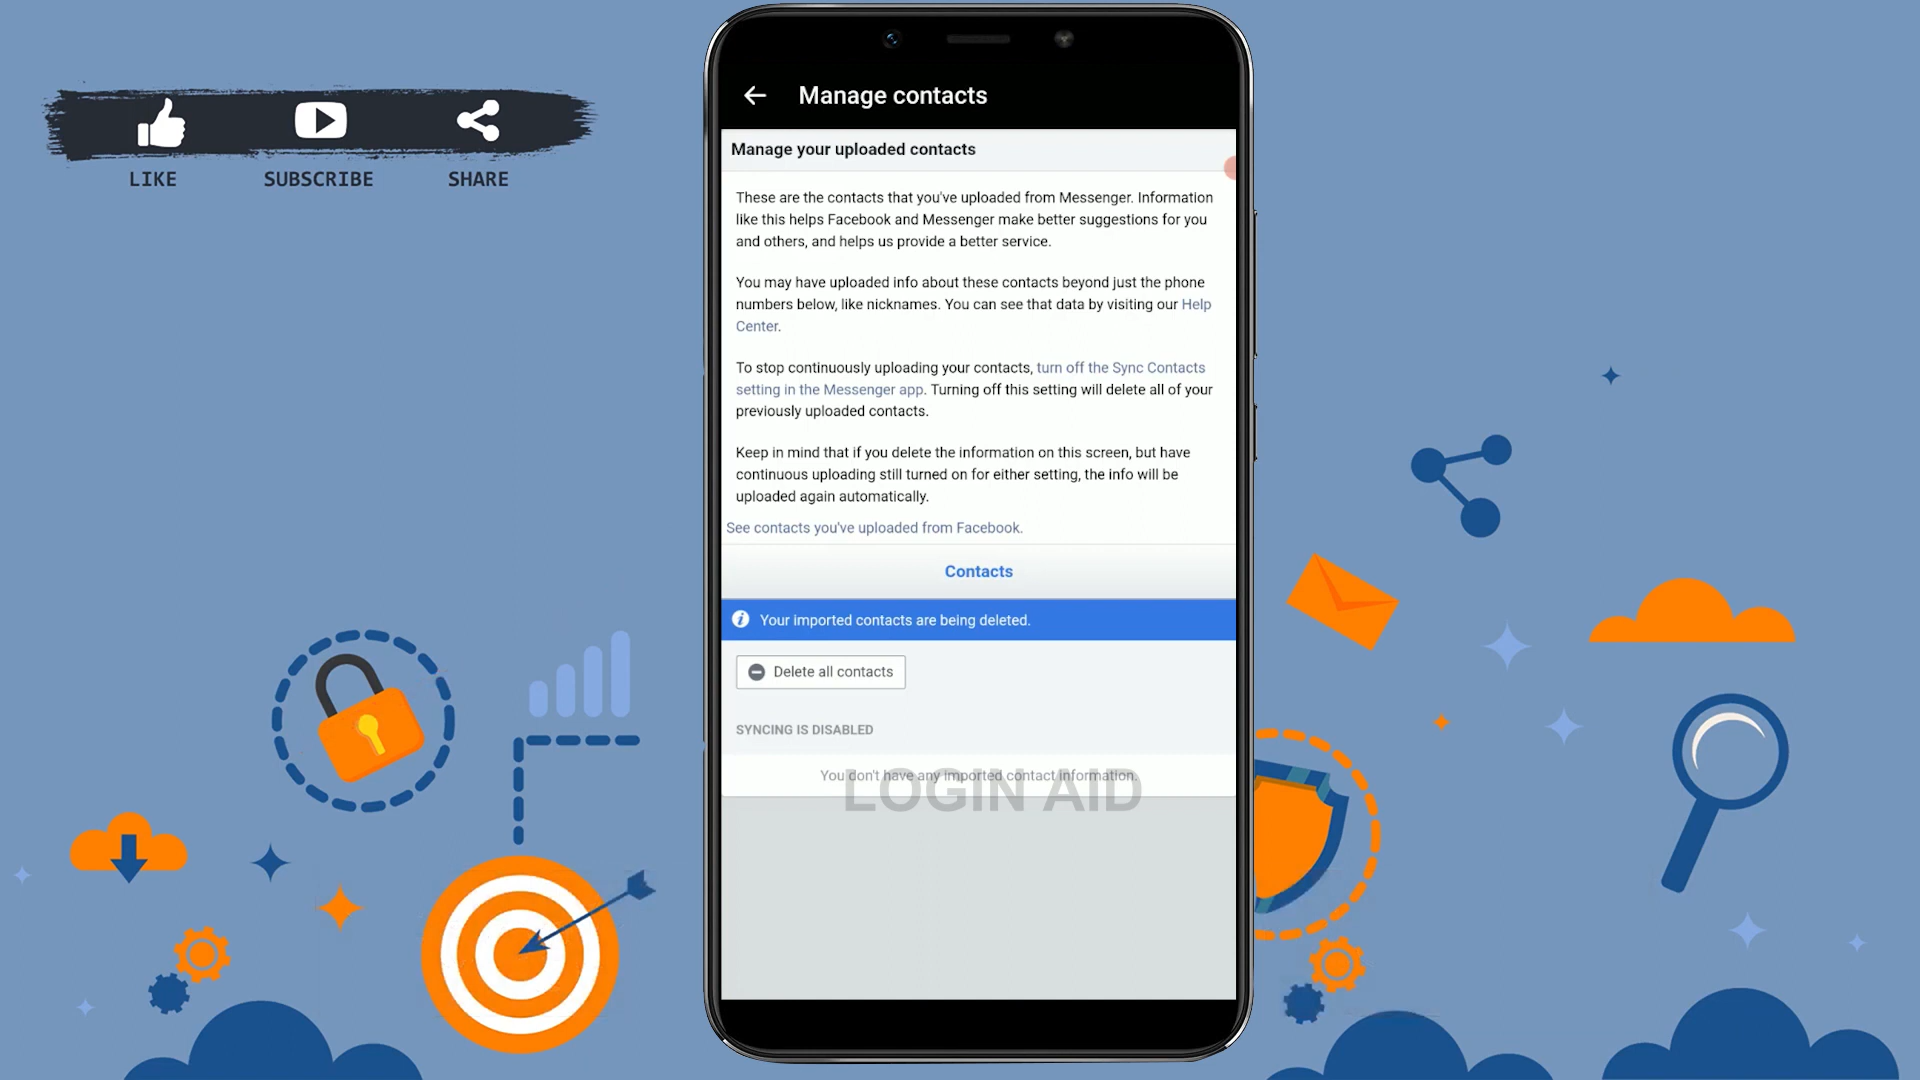 LIKE
SUBSCRIBE
SHARE
Manage contacts
Manage your uploaded contacts
These are the contacts that you've uploaded from Messenger. Information
like this helps Facebook and Messenger make better suggestions for you
and others, and helps us provide a better service.
You may have uploaded info about these contacts beyond just the phone
numbers below, like nicknames. You can see that data by visiting our Help
Center.
To stop continuously uploading your contacts, turn off the Sync Contacts
setting in the Messenger app. Turning off this setting will delete all of your
previously uploaded contacts.
Keep in mind that if you delete the information on this screen, but have
continuous uploading still turned on for either setting, the info will be
uploaded again automatically.
See contacts you've uploaded from Facebook.
Contacts
Your imported contacts are being deleted.
Delete all contacts
SYNCING IS DISABLED
You don't have any imported contact information.
LOGIN AID